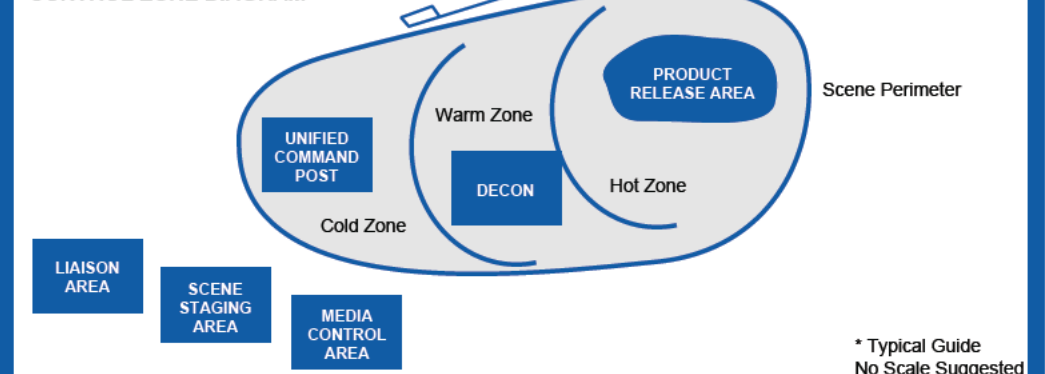 PRODUCT
RELEASE AREA
Scene Perimeter
Warm Zone
UNIFIED
COMMAND
POST
DECON
Hot Zone
Cold Zone
LIAISON
AREA
SCENE
STAGING
AREA
MEDIA
CONTROL
AREA
* Typical Guide
No Scale Suggested